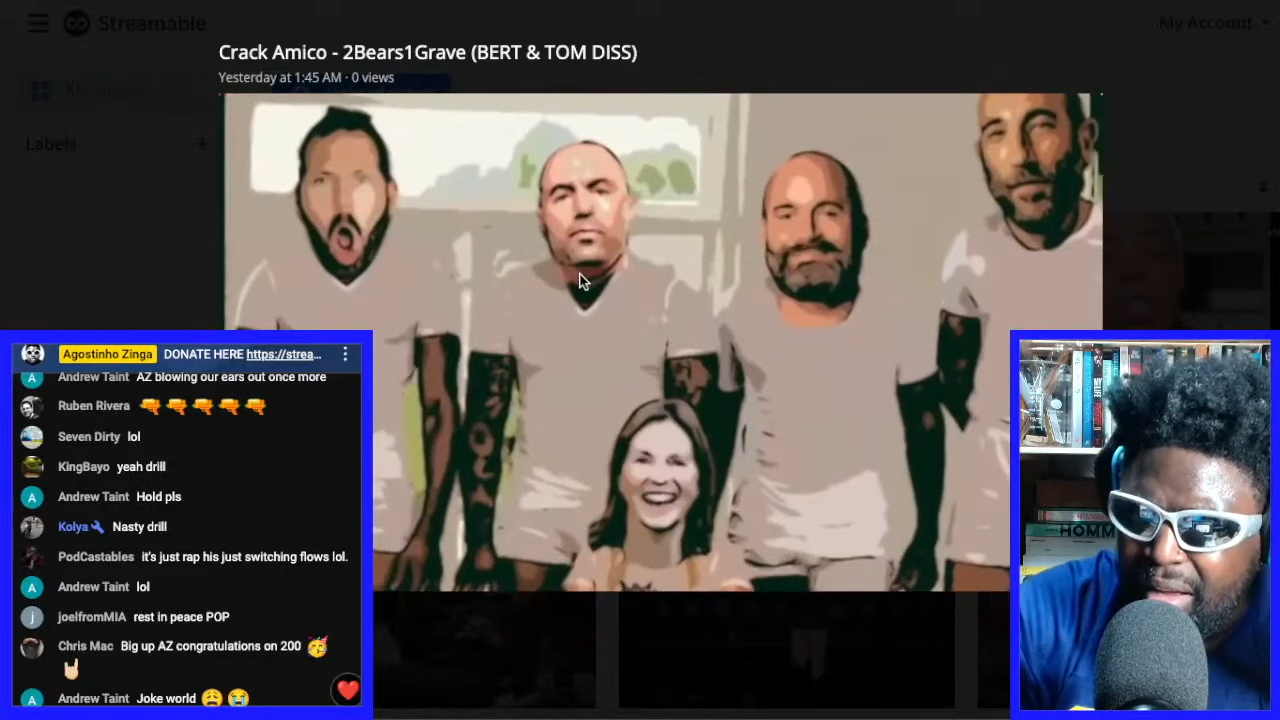 Streamable
My Account
Crack Amico - 2Bears1Grave (BERT & TOM DISS)
Yesterday at 1:45 AM · 0 views
Labels +
Agostinho Zinga DONATE HERE https://strea...
A Andrew Taint AZ blowing our ears out once more
Ruben Rivera 🔫 🔫 🔫 🔫 🔫
Seven Dirty lol
KingBayo yeah drill
A Andrew Taint Hold pls
Kolya🔧 Nasty drill
PodCastables it's just rap his just switching flows lol.
A Andrew Taint lol
j joelfromMIA rest in peace POP
Chris Mac Big up AZ congratulations on 200 🥳
🤘🏻
A Andrew Taint Joke world 😩 😭
HOMM